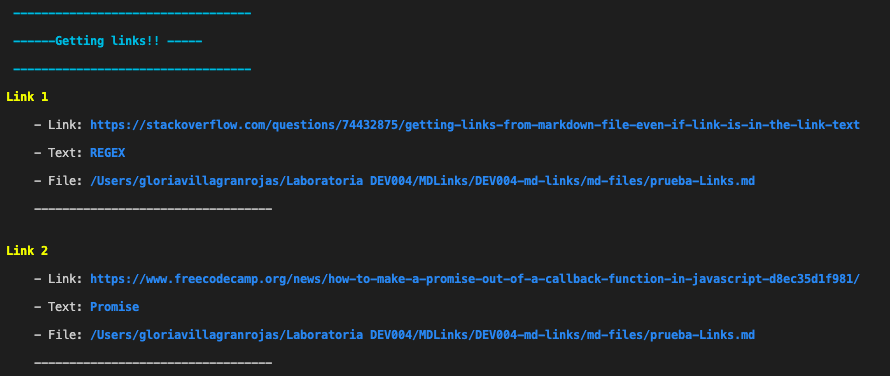 ----------------------------------
------Getting links!! -----
----------------------------------
Link 1
- Link: https://stackoverflow.com/questions/74432875/getting-links-from-markdown-file-even-if-link-is-in-the-link-text
- Text: REGEX
- File: /Users/gloriavillagranrojas/Laboratoria DEV004/MDLinks/DEV004-md-links/md-files/prueba-Links.md
----------------------------------
Link 2
- Link: https://www.freecodecamp.org/news/how-to-make-a-promise-out-of-a-callback-function-in-javascript-d8ec35d1f981/
- Text: Promise
- File: /Users/gloriavillagranrojas/Laboratoria DEV004/MDLinks/DEV004-md-links/md-files/prueba-Links.md
----------------------------------